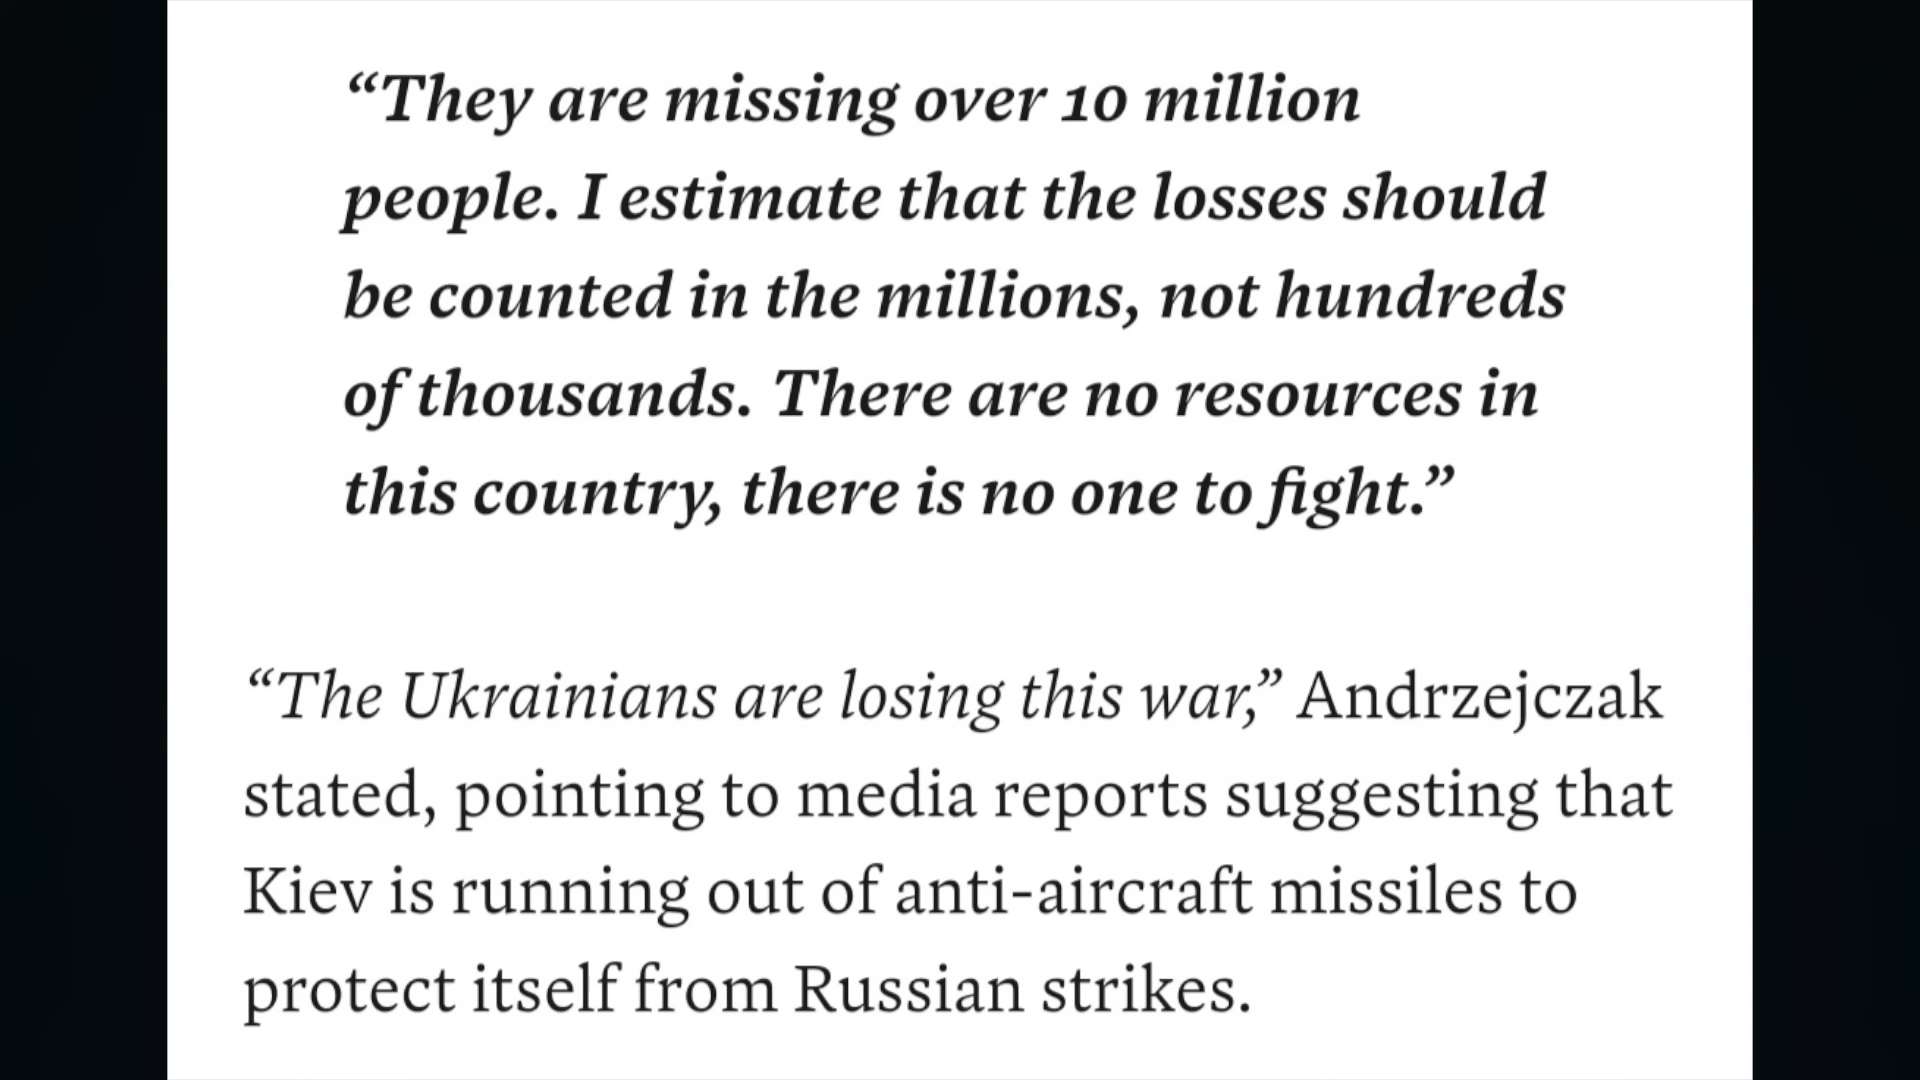 “They are missing over 10 million
people. I estimate that the losses should
be counted in the millions, not hundreds
of thousands. There are no resources in
this country, there is no one to fight.”
“The Ukrainians are losing this war,” Andrzejczak
stated, pointing to media reports suggesting that
Kiev is running out of anti-aircraft missiles to
protect itself from Russian strikes.